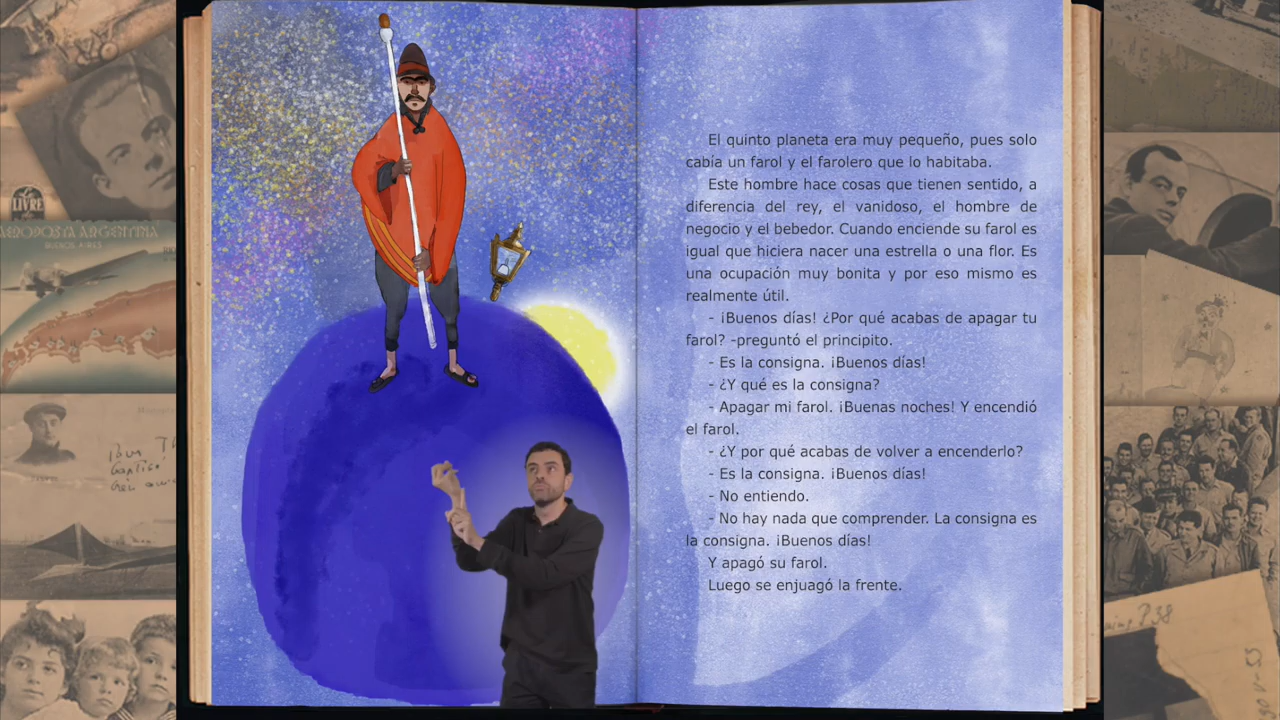 El quinto planeta era muy pequeño, pues solo
cabía un farol y el farolero que lo habitaba.
Este hombre hace cosas que tienen sentido, a
diferencia del rey, el vanidoso, el hombre de
negocio y el bebedor. Cuando enciende su farol es
igual que hiciera nacer una estrella o una flor. Es
una ocupación muy bonita y por eso mismo es
realmente útil.
- ¡Buenos días! ¿Por qué acabas de apagar tu
farol? -preguntó el principito.
- Es la consigna. ¡Buenos días!
- ¿Y qué es la consigna?
- Apagar mi farol. ¡Buenas noches! Y encendió
el farol.
- ¿Y por qué acabas de volver a encenderlo?
- Es la consigna. ¡Buenos días!
- No entiendo.
- No hay nada que comprender. La consigna es
la consigna. ¡Buenos días!
Y apagó su farol.
Luego se enjuagó la frente.
LIVRE
AEROPOSTA ARGENTINA
BUENOS AIRES
P38